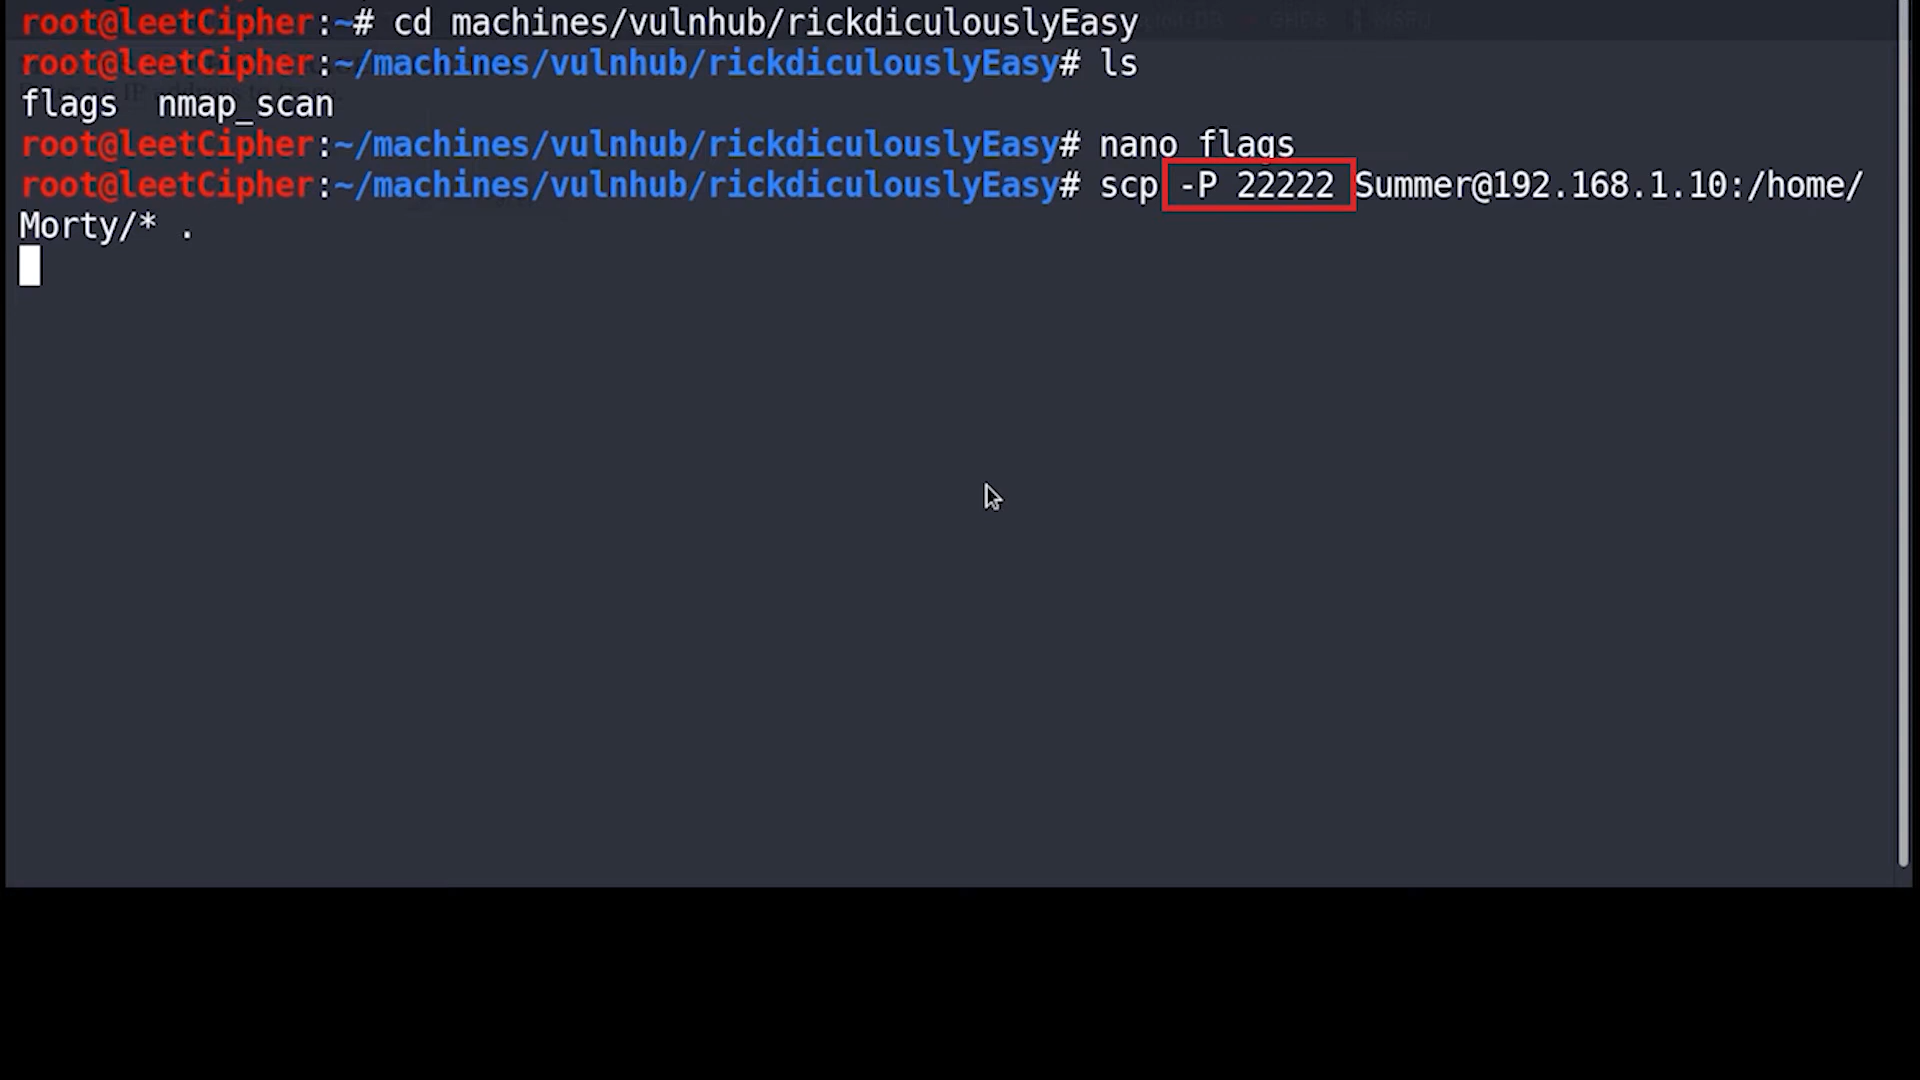 root@leetCipher:~# cd machines/vulnhub/rickdiculouslyEasy
root@leetCipher:~/machines/vulnhub/rickdiculouslyEasy# ls
flags  nmap_scan
root@leetCipher:~/machines/vulnhub/rickdiculouslyEasy# nano flags
root@leetCipher:~/machines/vulnhub/rickdiculouslyEasy# scp -P 22222 Summer@192.168.1.10:/home/
Morty/* .